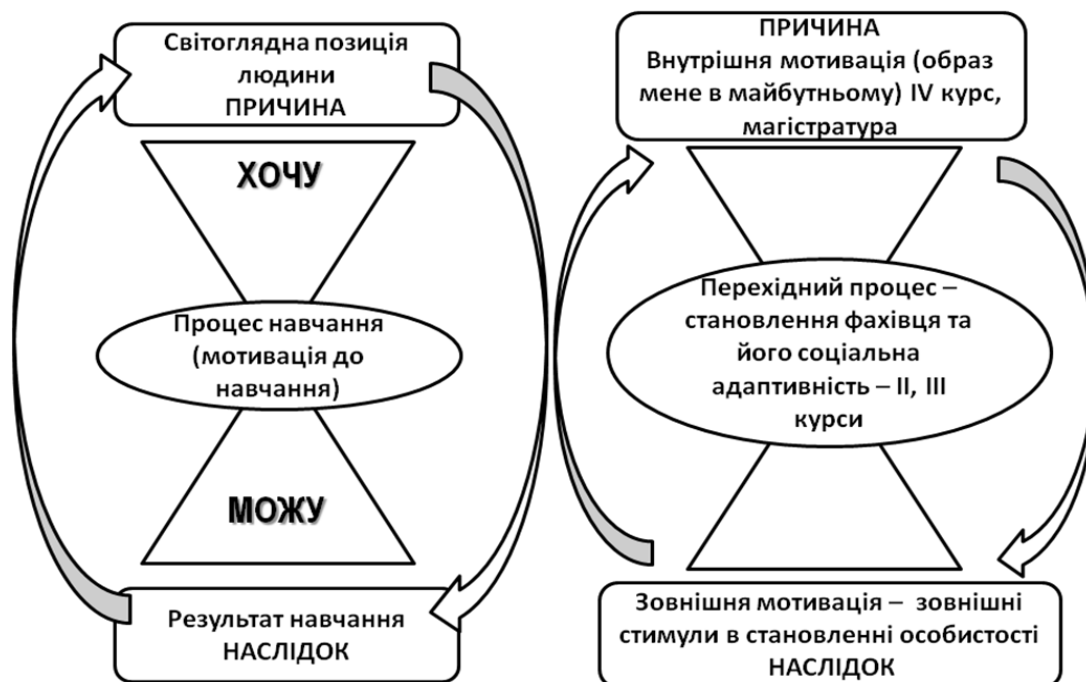 Світоглядна позиція
людини
ПРИЧИНА
ХОЧУ
Процес навчання
(мотивація до
навчання)
МОЖУ
Результат навчання
НАСЛІДОК
ПРИЧИНА
Внутрішня мотивація (образ
мене в майбутньому) IV курс,
магістратура
Перехідний процес –
становлення фахівця та
його соціальна
адаптивність – II, III
курси
Зовнішня мотивація – зовнішні
стимули в становленні особистості
НАСЛІДОК